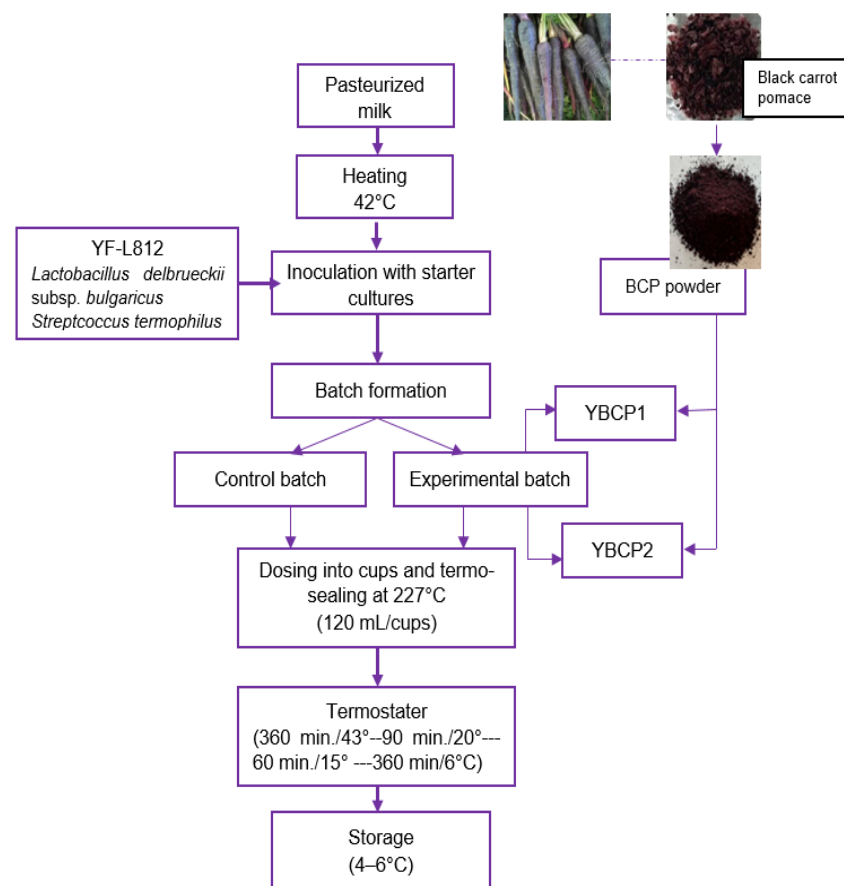 Pasteurized
milk
Black carrot
pomace
Heating
42°C
YF-L812
Lactobacillus delbrueckii
subsp. bulgaricus
Streptcoccus termophilus
Inoculation with starter
cultures
BCP powder
Batch formation
YBCP1
Control batch
Experimental batch
YBCP2
Dosing into cups and termo-
sealing at 227°C
(120 mL/cups)
Termostater
(360 min./43°--90 min./20°---
60 min./15° ---360 min/6°C)
Storage
(4–6°C)